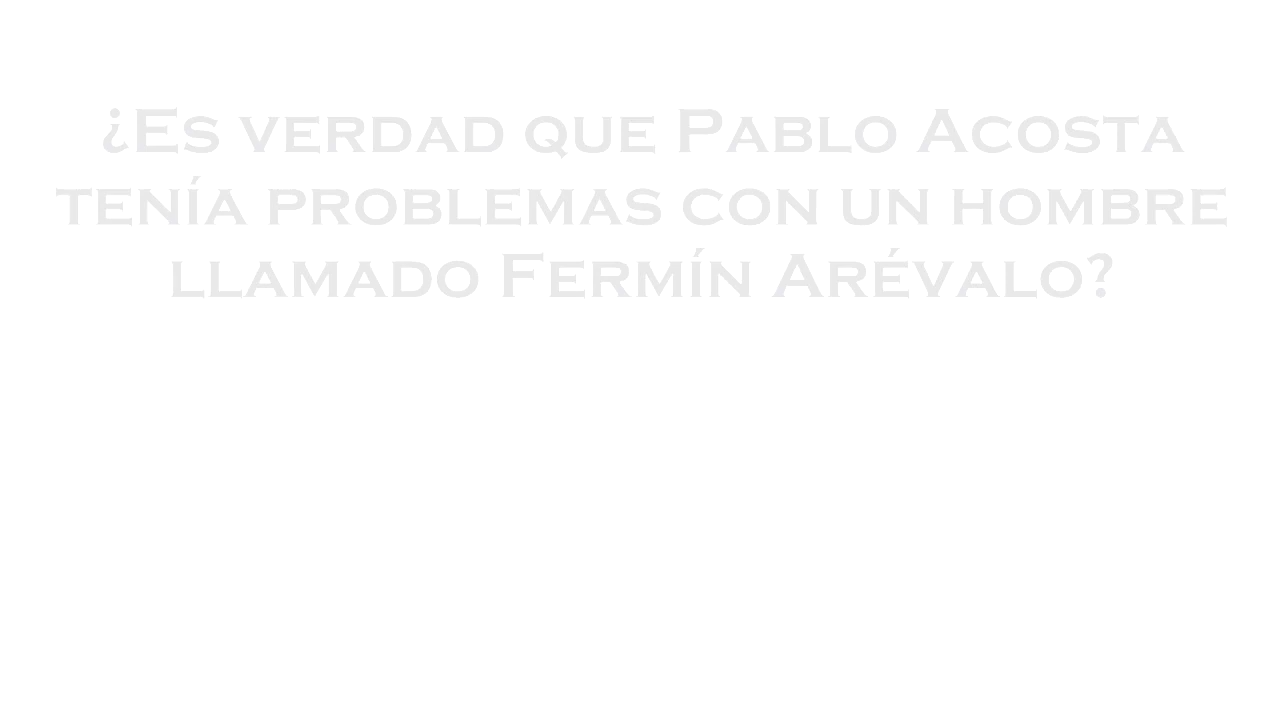 ¿Es verdad que Pablo Acosta
tenía problemas con un hombre
llamado Fermín Arévalo?